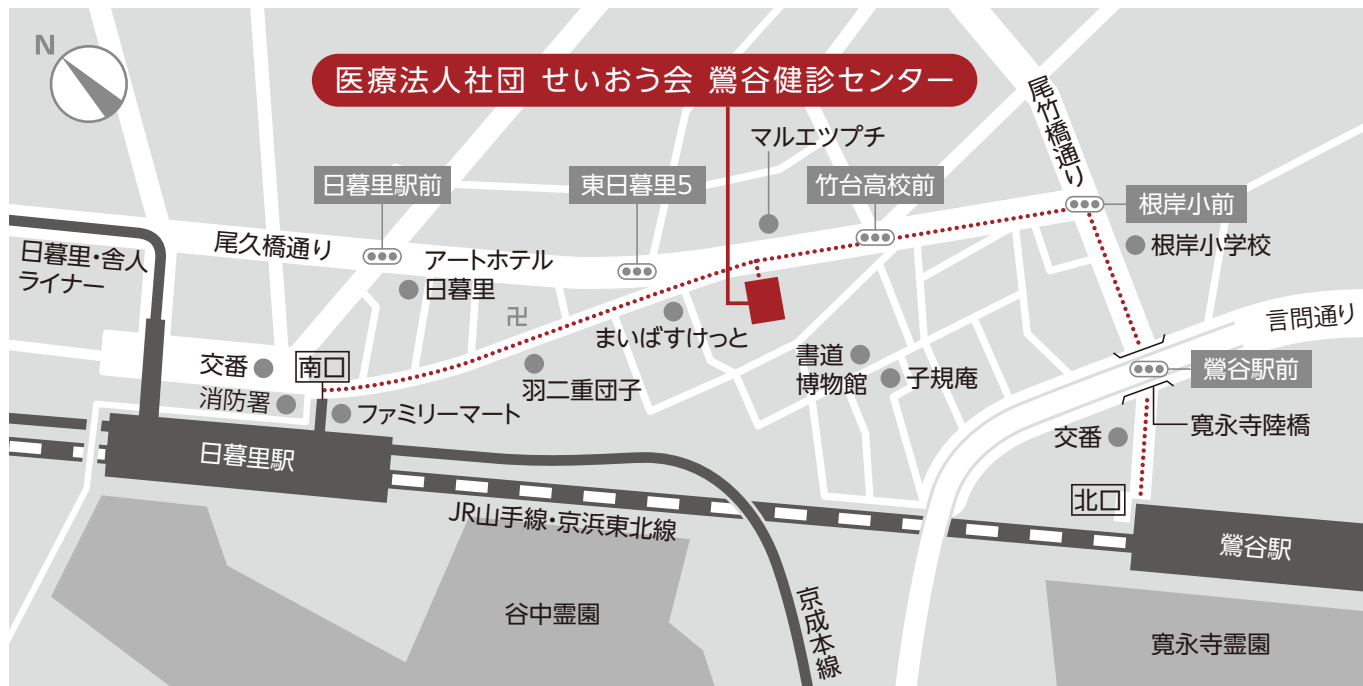 N
医療法人社団 せいおう会 鶯谷健診センター
尾竹橋通り
マルエツプチ
日暮里駅前
東日暮里5
竹台高校前
根岸小前
尾久橋通り
日暮里・舎人
ライナー
アートホテル
日暮里
根岸小学校
卍
まいばすけっと
言問通り
書道
博物館
子規庵
鶯谷駅前
交番
南口
消防署
ファミリーマート
羽二重団子
交番
寛永寺陸橋
日暮里駅
北口
JR山手線・京浜東北線
鶯谷駅
京成本線
谷中霊園
寛永寺霊園